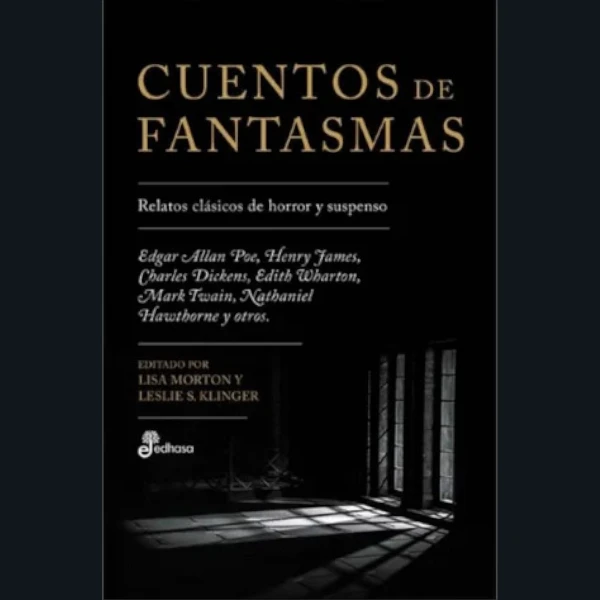 CUENTOS DE
FANTASMAS
Relatos clásicos de horror y suspenso
Edgar Allan Poe, Henry James,
Charles Dickens, Edith Wharton,
Mark Twain, Nathaniel
Hawthorne y otros.
EDITADO POR
LISA MORTON Y
LESLIE S. KLINGER
edhasa